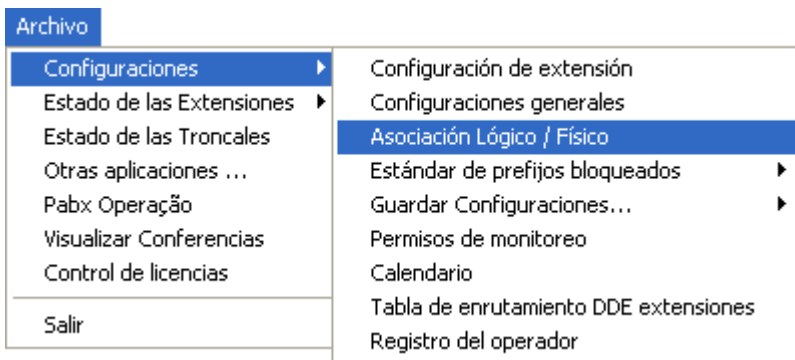 Archivo
Configuraciones
Estado de las Extensiones
Estado de las Troncales
Otras aplicaciones ...
Pabx Operação
Visualizar Conferencias
Control de licencias
Salir
Configuración de extensión
Configuraciones generales
Asociación Lógico / Físico
Estándar de prefijos bloqueados
Guardar Configuraciones...
Permisos de monitoreo
Calendario
Tabla de enrutamiento DDE extensiones
Registro del operador